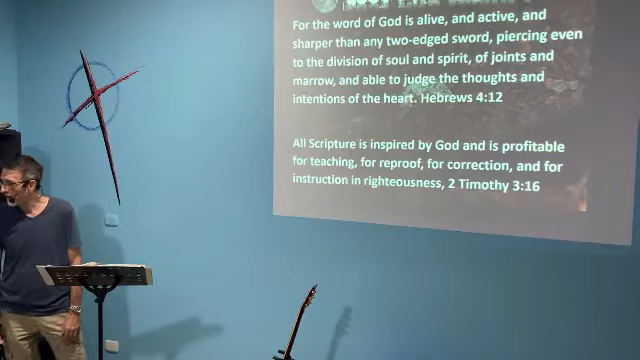 For the word of God is alive, and active, and
sharper than any two-edged sword, piercing even
to the division of soul and spirit, of joints and
marrow, and able to judge the thoughts and
intentions of the heart. Hebrews 4:12
All Scripture is inspired by God and is profitable
for teaching, for reproof, for correction, and for
instruction in righteousness, 2 Timothy 3:16